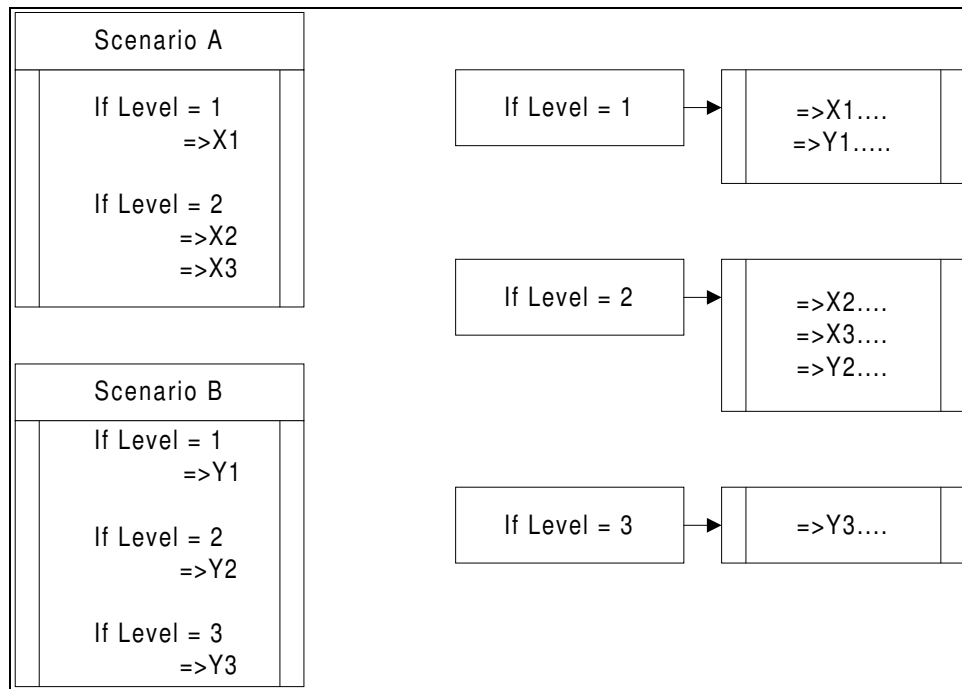 Scenario A
If Level = 1
=>X1
If Level = 2
=>X2
=>X3
Scenario B
If Level = 1
=>Y1
If Level = 2
=>Y2
If Level = 3
=>Y3
If Level = 1
=>X1....
=>Y1.....
If Level = 2
=>X2....
=>X3....
=>Y2....
If Level = 3
=>Y3....